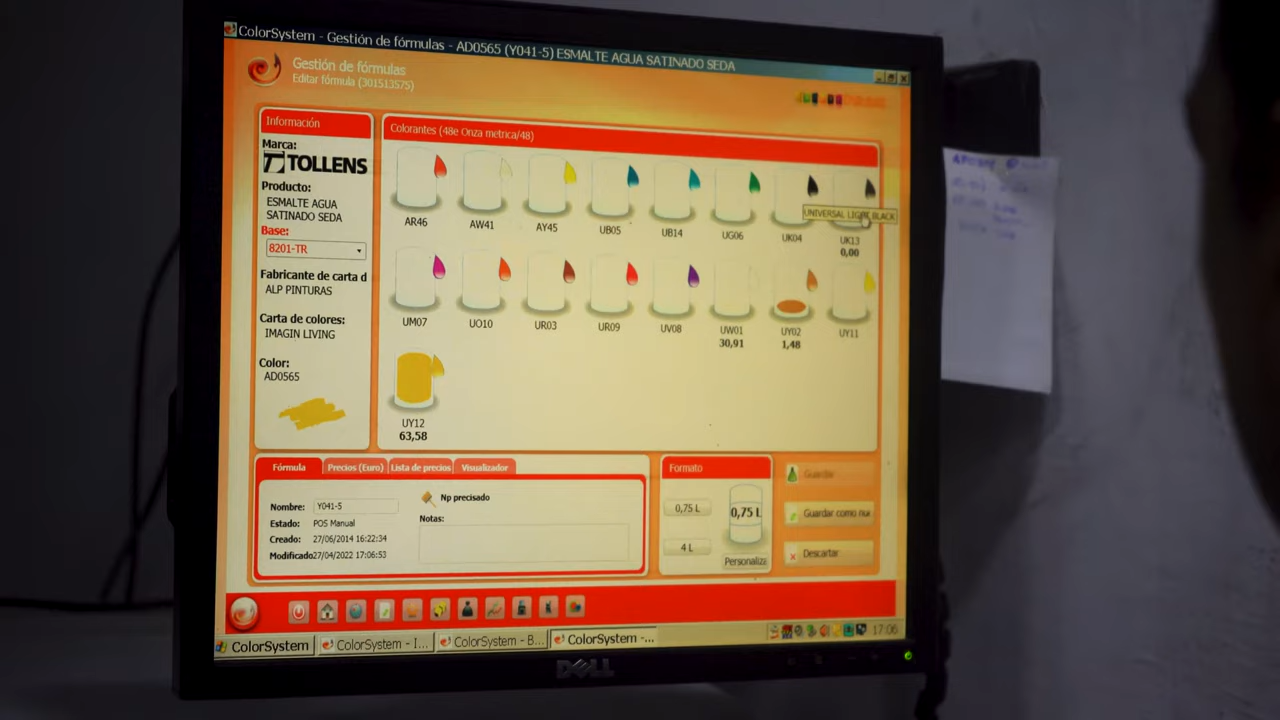 ColorSystem - Gestión de fórmulas - AD0565 (Y041-5) ESMALTE AGUA SATINADO SEDA
Gestión de fórmulas
Editar fórmula (301513575)
Información
Marca:
TOLLENS
Producto:
ESMALTE AGUA
SATINADO SEDA
Base:
8201-TR
Fabricante de carta d
ALP PINTURAS
Carta de colores:
IMAGIN LIVING
Color:
AD0565
Colorantes (48e Onza metrica/48)
AR46
AW41
AY45
UB05
UB14
UG06
UK04
UK13
0,00
UNIVERSAL LIGHT BLACK
UM07
UO10
UR03
UR09
UV08
UW01
30,91
UY02
1,48
UY11
UY12
63,58
Fórmula
Precios (Euro)
Lista de precios
Visualizador
Nombre: Y041-5
Estado: POS Manual
Creado: 27/06/2014 16:22:34
Modificado27/04/2022 17:06:53
Np precisado
Notas:
Formato
0,75 L
4 L
0,75 L
Personaliza
Guardar
Guardar como nue
Descartar
ColorSystem
ColorSystem - I...
ColorSystem - B...
ColorSystem -...
17:06
DELL